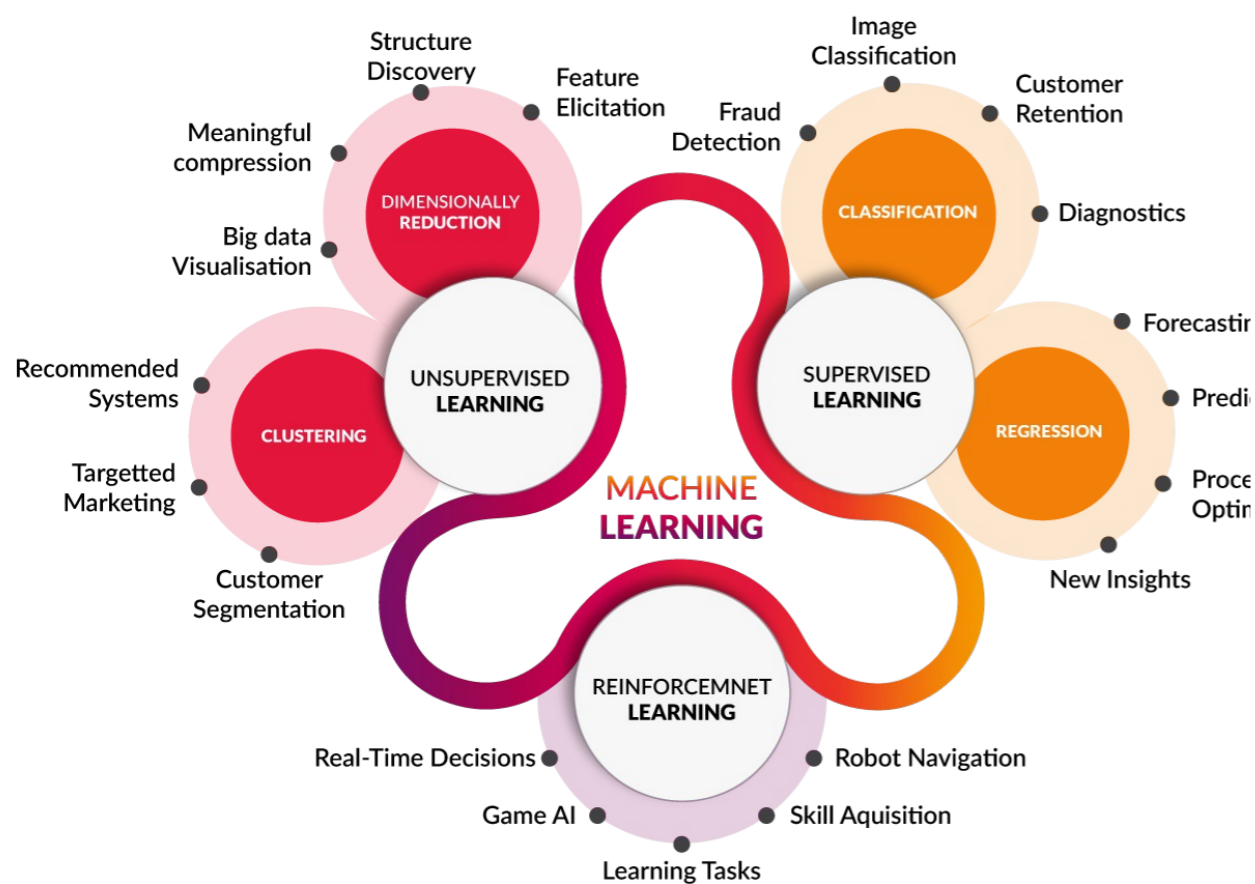 Structure
Discovery
Feature
Elicitation
Meaningful
compression
Big data
Visualisation
DIMENSIONALLY
REDUCTION
Recommended
Systems
Targetted
Marketing
Customer
Segmentation
CLUSTERING
UNSUPERVISED
LEARNING
Image
Classification
Customer
Retention
Fraud
Detection
Diagnostics
CLASSIFICATION
SUPERVISED
LEARNING
REGRESSION
New Insights
MACHINE
LEARNING
REINFORCEMNET
LEARNING
Real-Time Decisions
Game AI
Learning Tasks
Skill Aquisition
Robot Navigation